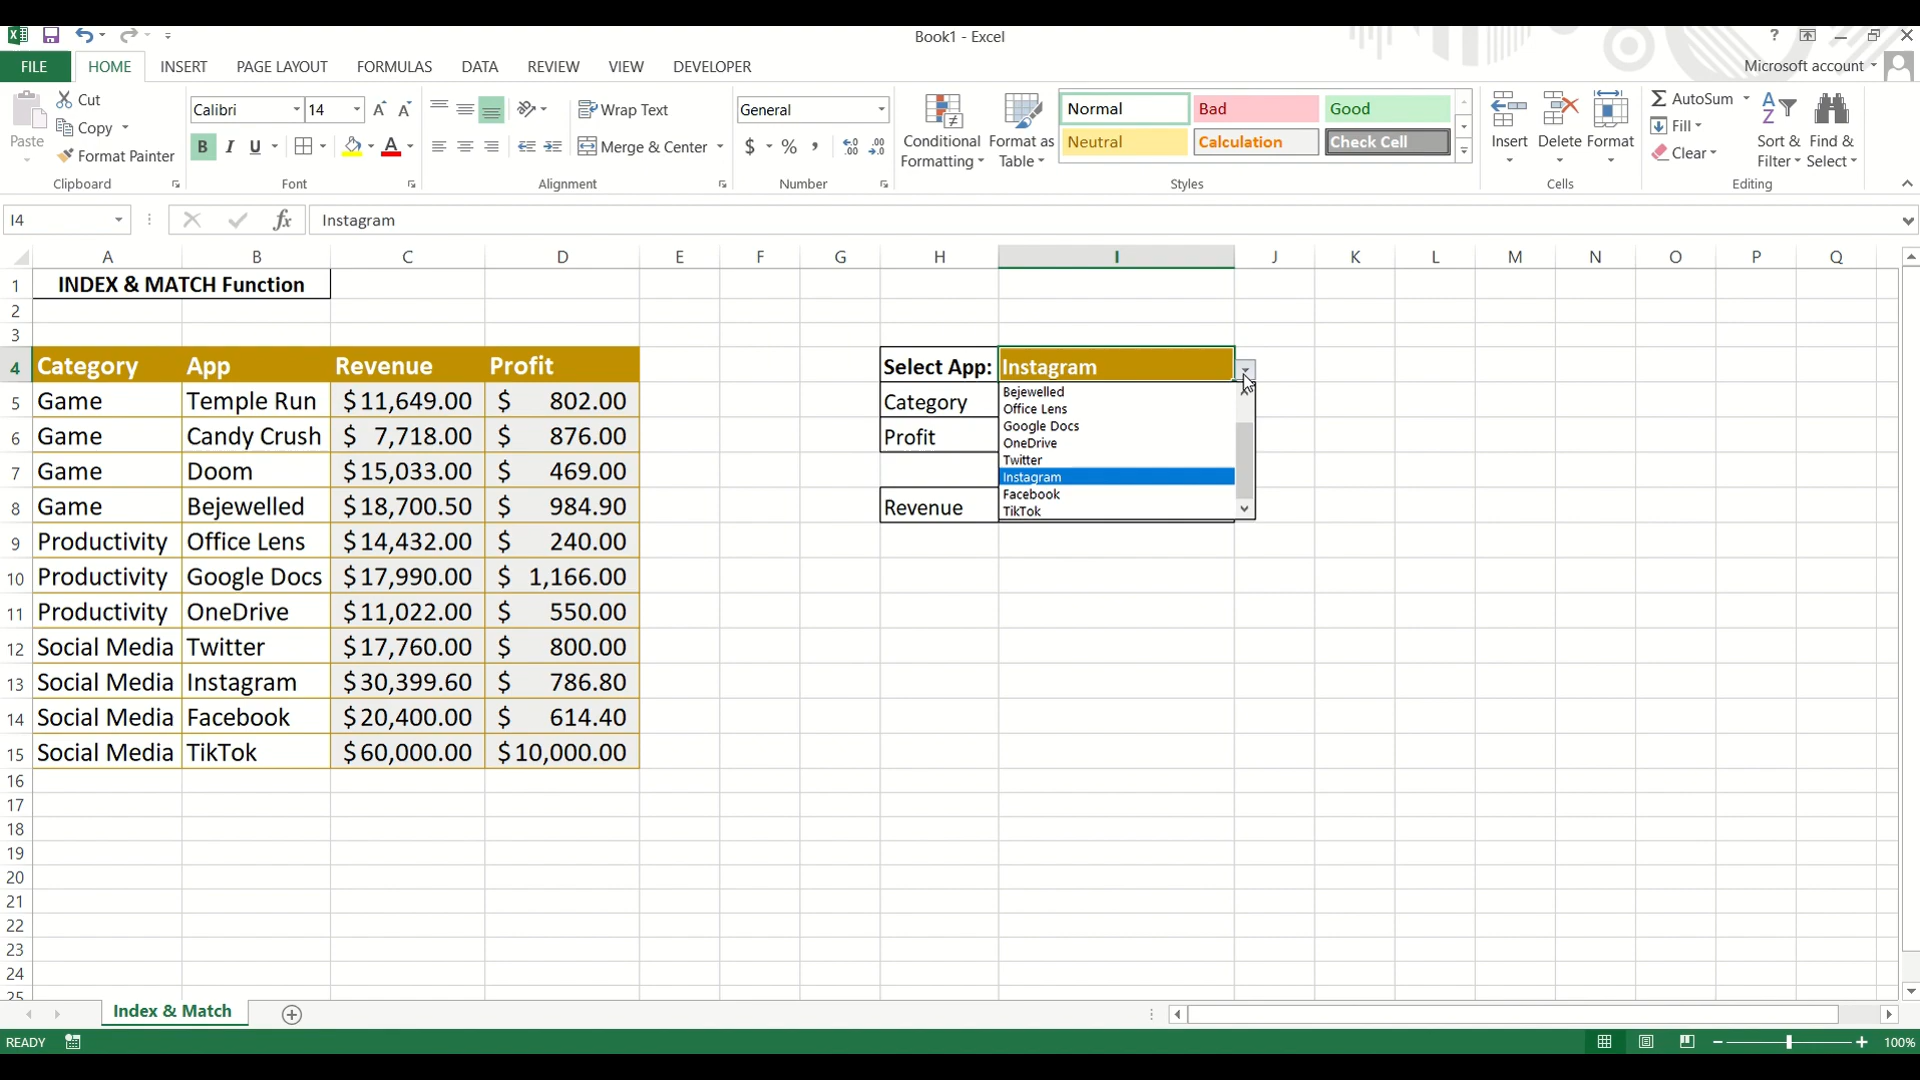 Book1 - Excel
?
FILE HOME INSERT PAGE LAYOUT FORMULAS DATA REVIEW VIEW DEVELOPER Microsoft account
Paste Cut Copy Format Painter
Clipboard
Calibri 14 A A
B I U A
Font
Wrap Text
Merge & Center
Alignment
General
$ % , .0 .00 .00 .0
Number
Conditional Formatting
Format as Table
Normal Bad Good
Neutral Calculation Check Cell
Styles
Insert Delete Format
Cells
AutoSum
Fill
Clear
Sort & Filter
Find & Select
Editing
I4 fx Instagram
A B C D E F G H I J K L M N O P Q
1 INDEX & MATCH Function
2
3
4 Category App Revenue Profit Select App: Instagram
5 Game Temple Run $11,649.00 $ 802.00 Category
6 Game Candy Crush $ 7,718.00 $ 876.00 Profit
7 Game Doom $15,033.00 $ 469.00
8 Game Bejewelled $18,700.50 $ 984.90 Revenue
9 Productivity Office Lens $14,432.00 $ 240.00
10 Productivity Google Docs $17,990.00 $ 1,166.00
11 Productivity OneDrive $11,022.00 $ 550.00
12 Social Media Twitter $17,760.00 $ 800.00
13 Social Media Instagram $30,399.60 $ 786.80
14 Social Media Facebook $20,400.00 $ 614.40
15 Social Media TikTok $60,000.00 $10,000.00
Bejewelled
Office Lens
Google Docs
OneDrive
Twitter
Instagram
Facebook
TikTok
16
17
18
19
20
21
22
23
24
25
Index & Match
READY 100%